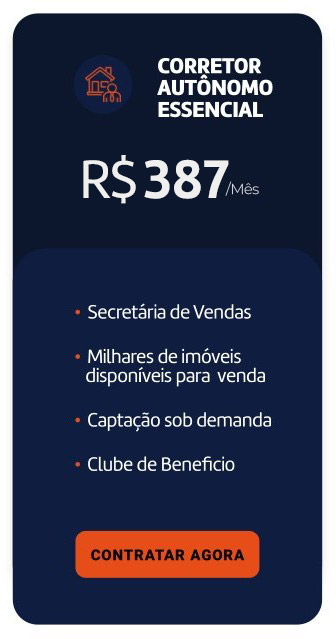 CORRETOR
AUTÔNOMO
ESSENCIAL
R$ 387/Mês
• Secretária de Vendas
• Milhares de imóveis
disponíveis para venda
• Captação sob demanda
• Clube de Beneficio
CONTRATAR AGORA